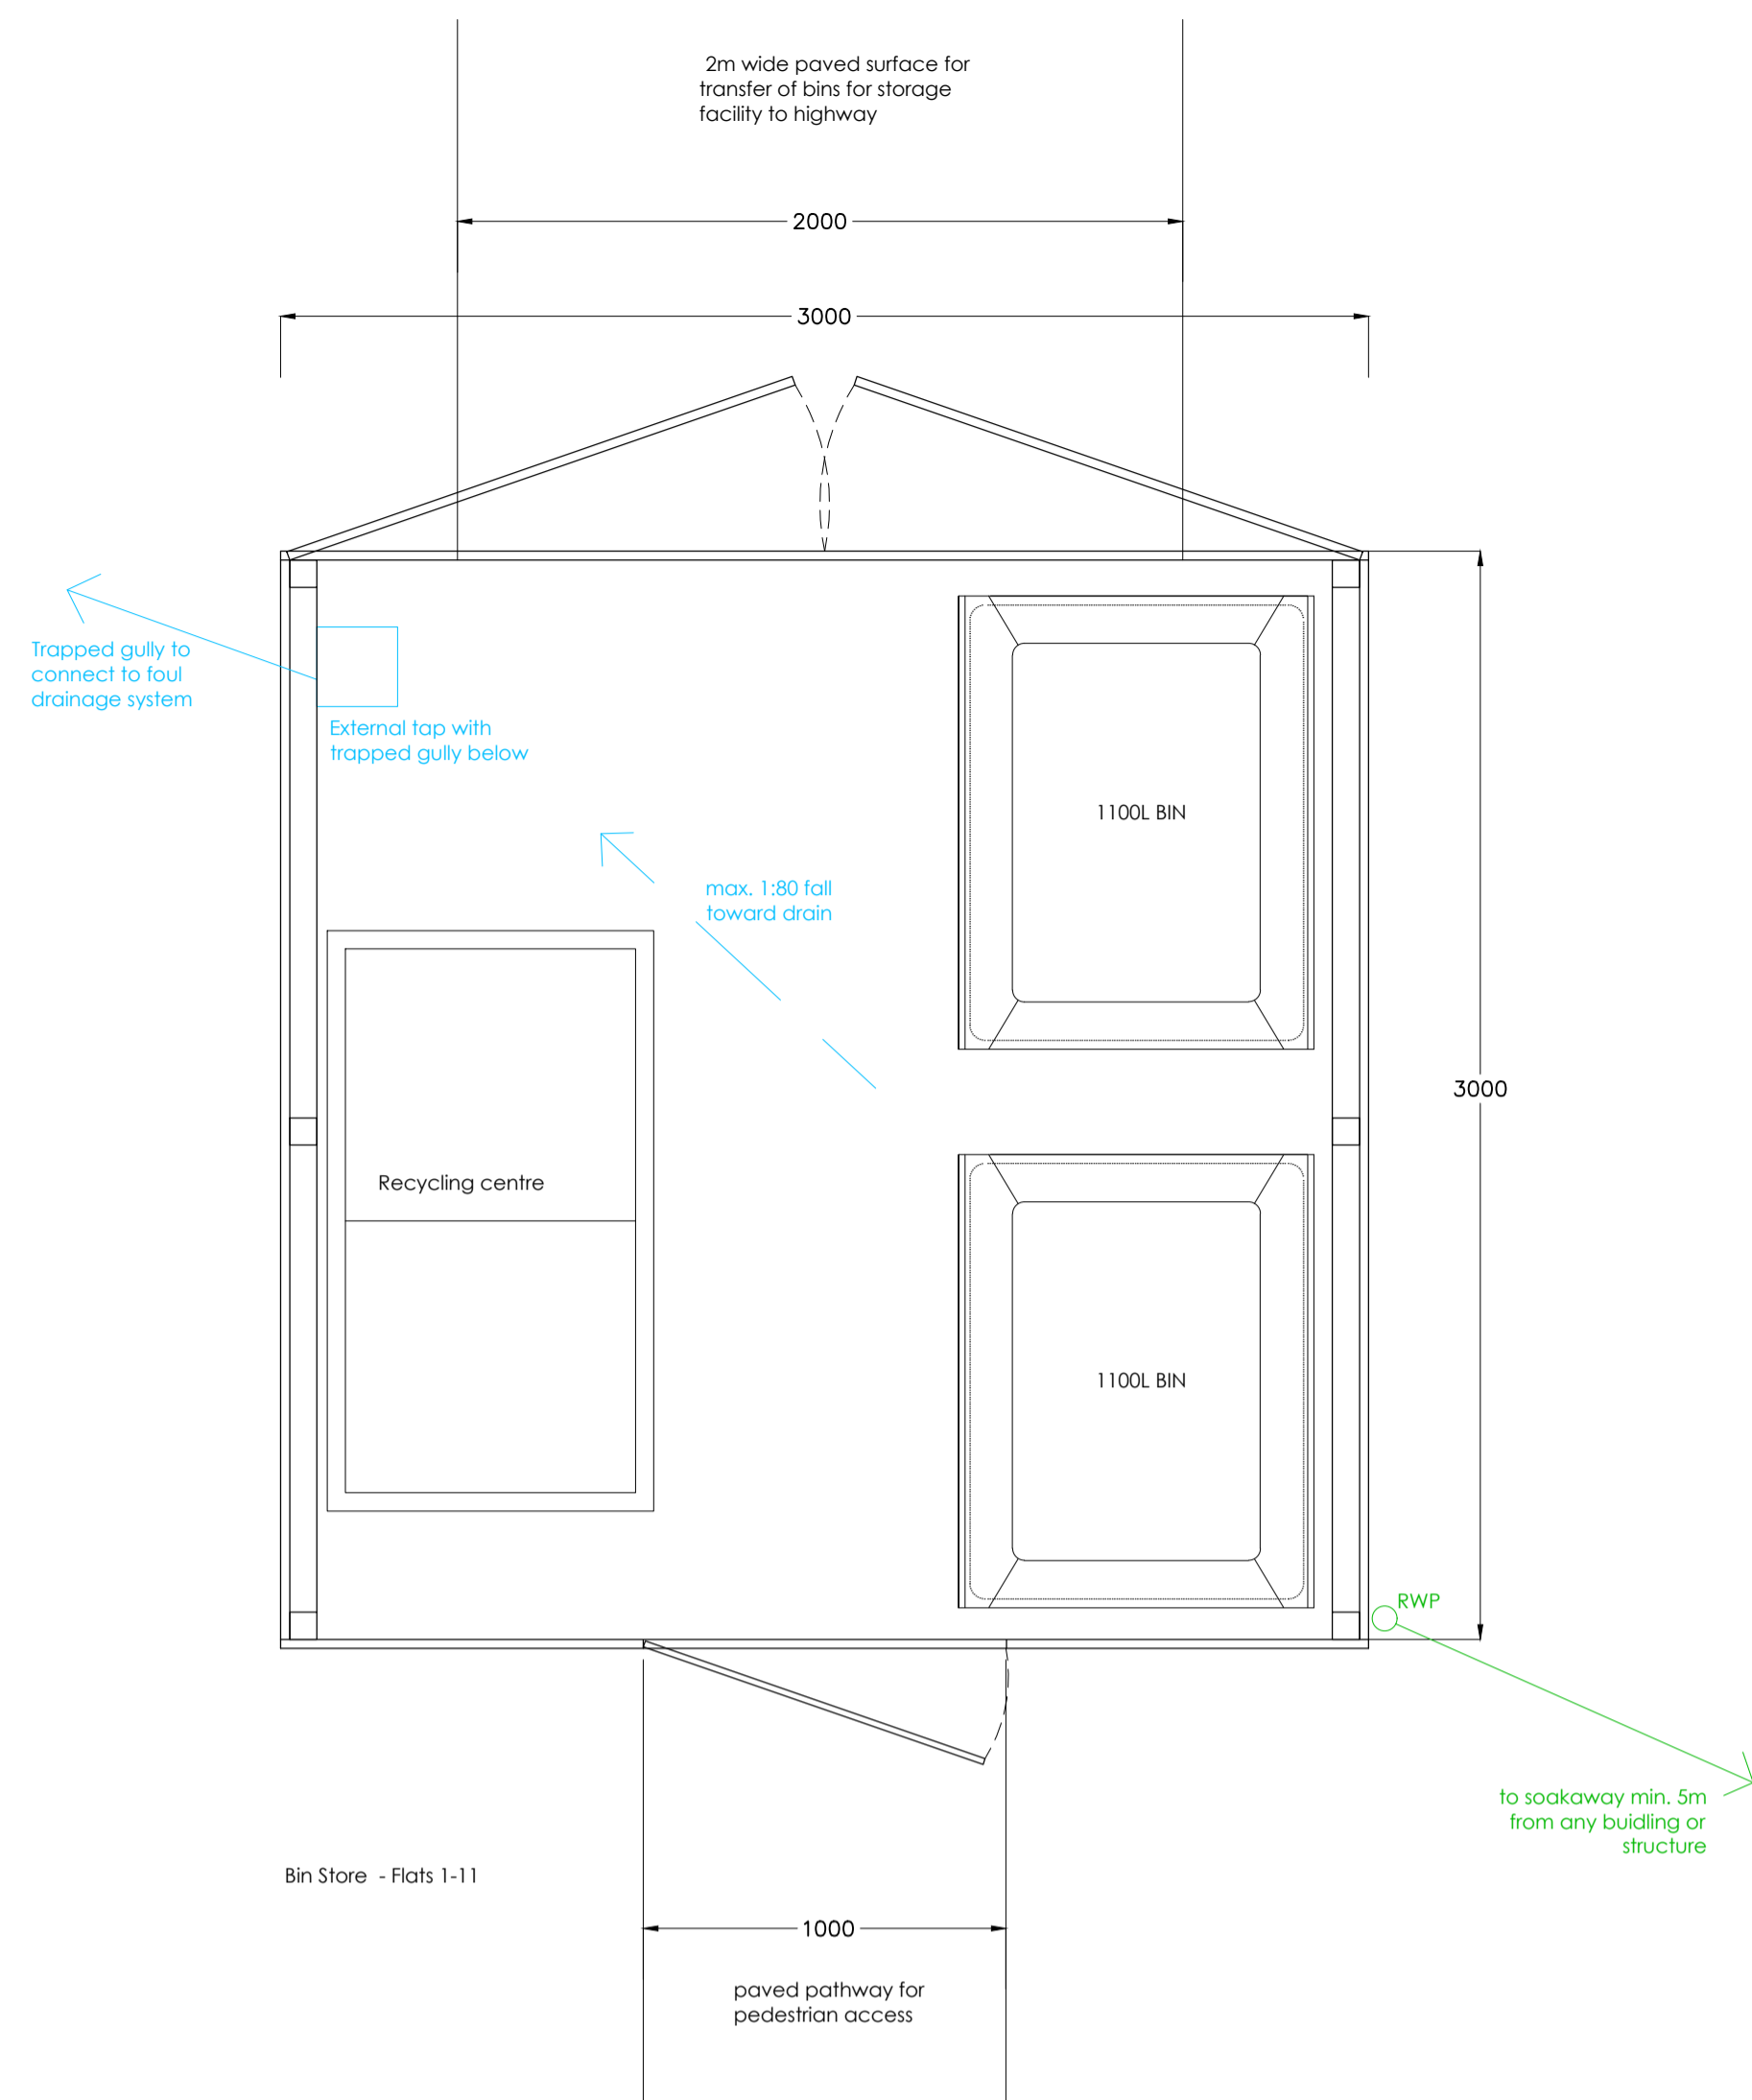 2m wide paved surface for
transfer of bins for storage
facility to highway
2000
3000
Trapped gully to
connect to foul
drainage system
External tap with
trapped gully below
1100L BIN
max. 1:80 fall
toward drain
3000
Recycling centre
1100L BIN
RWP
to soakaway min. 5m
from any buidling or
structure
Bin Store - Flats 1-11
1000
paved pathway for
pedestrian access